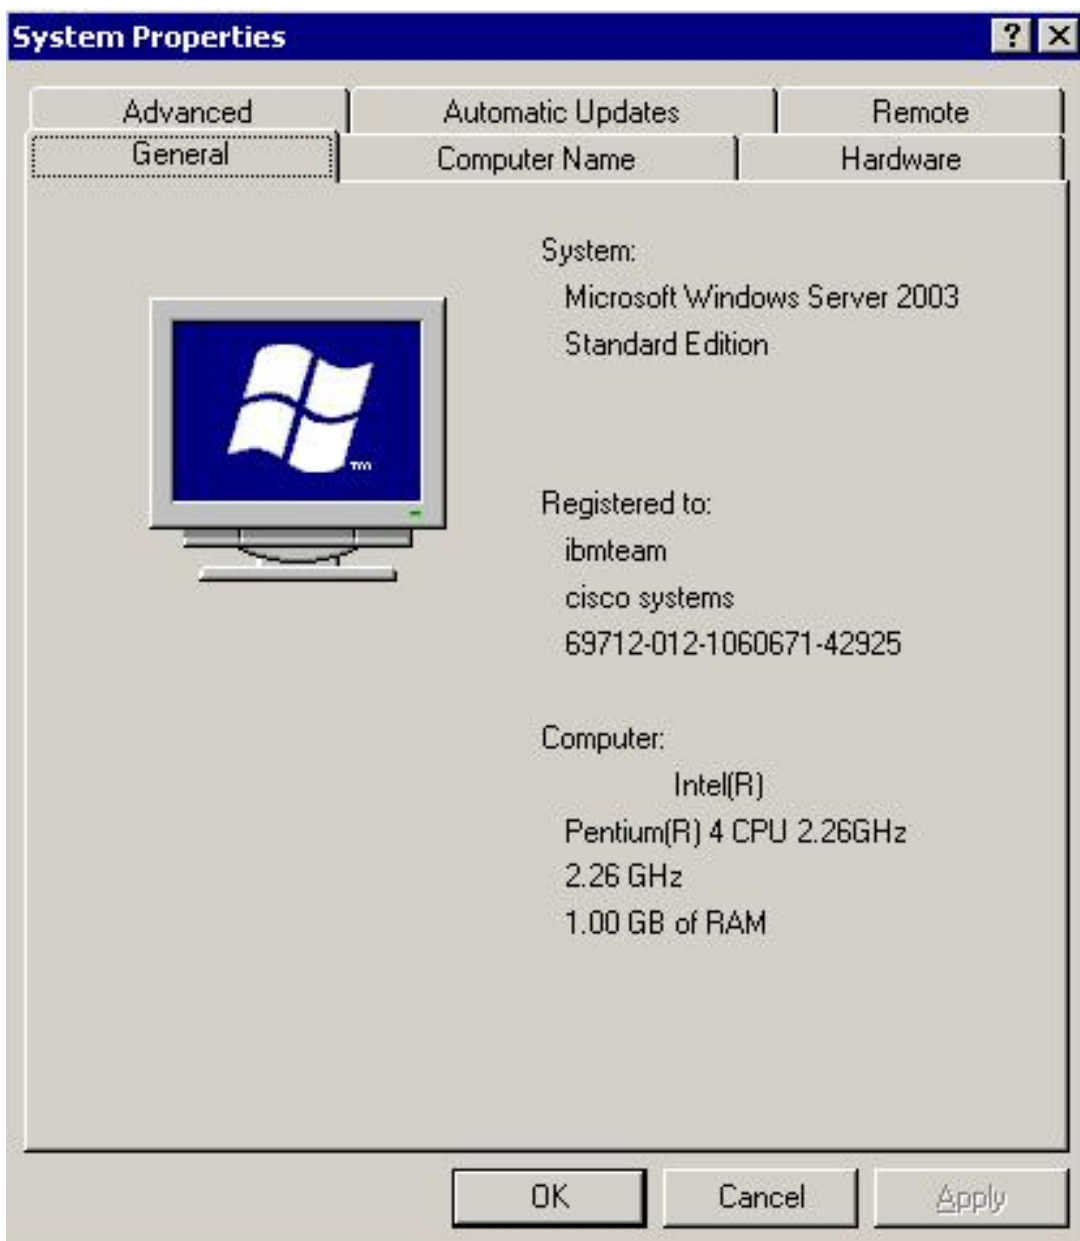 System Properties
Advanced Automatic Updates Remote
General Computer Name Hardware
System:
Microsoft Windows Server 2003
Standard Edition
TM
Registered to:
ibmteam
cisco systems
69712-012-1060671-42925
Computer:
Intel(R)
Pentium(R) 4 CPU 2.26GHz
2.26 GHz
1.00 GB of RAM
OK Cancel Apply